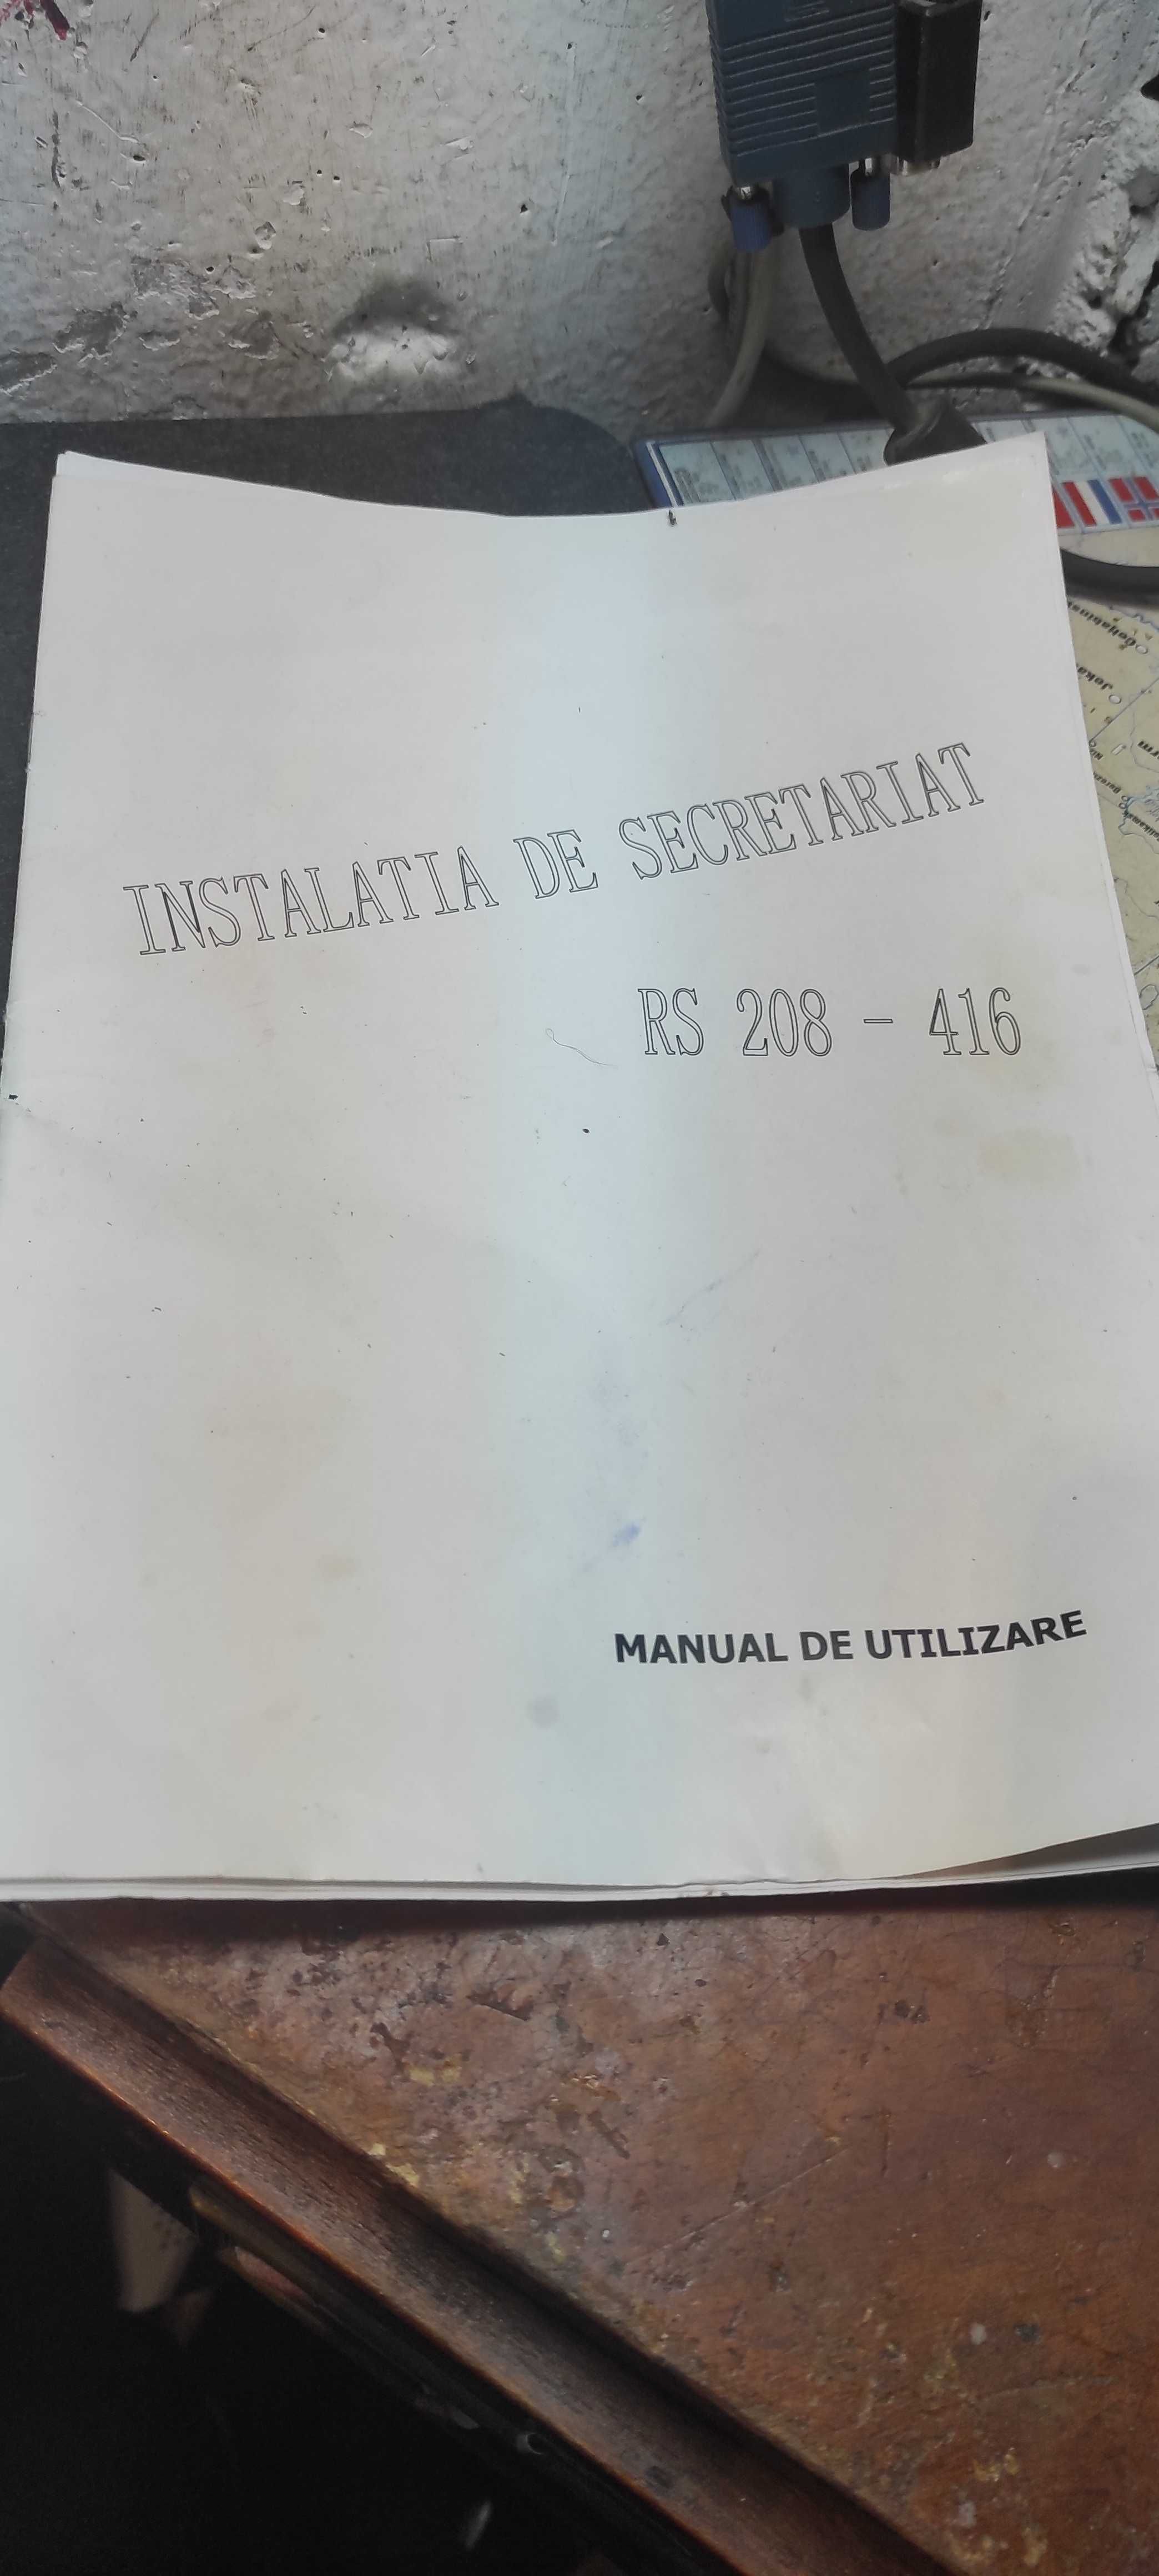 INSTALATIA DE SECRETARIAT
RS 208 - 416
MANUAL DE UTILIZARE